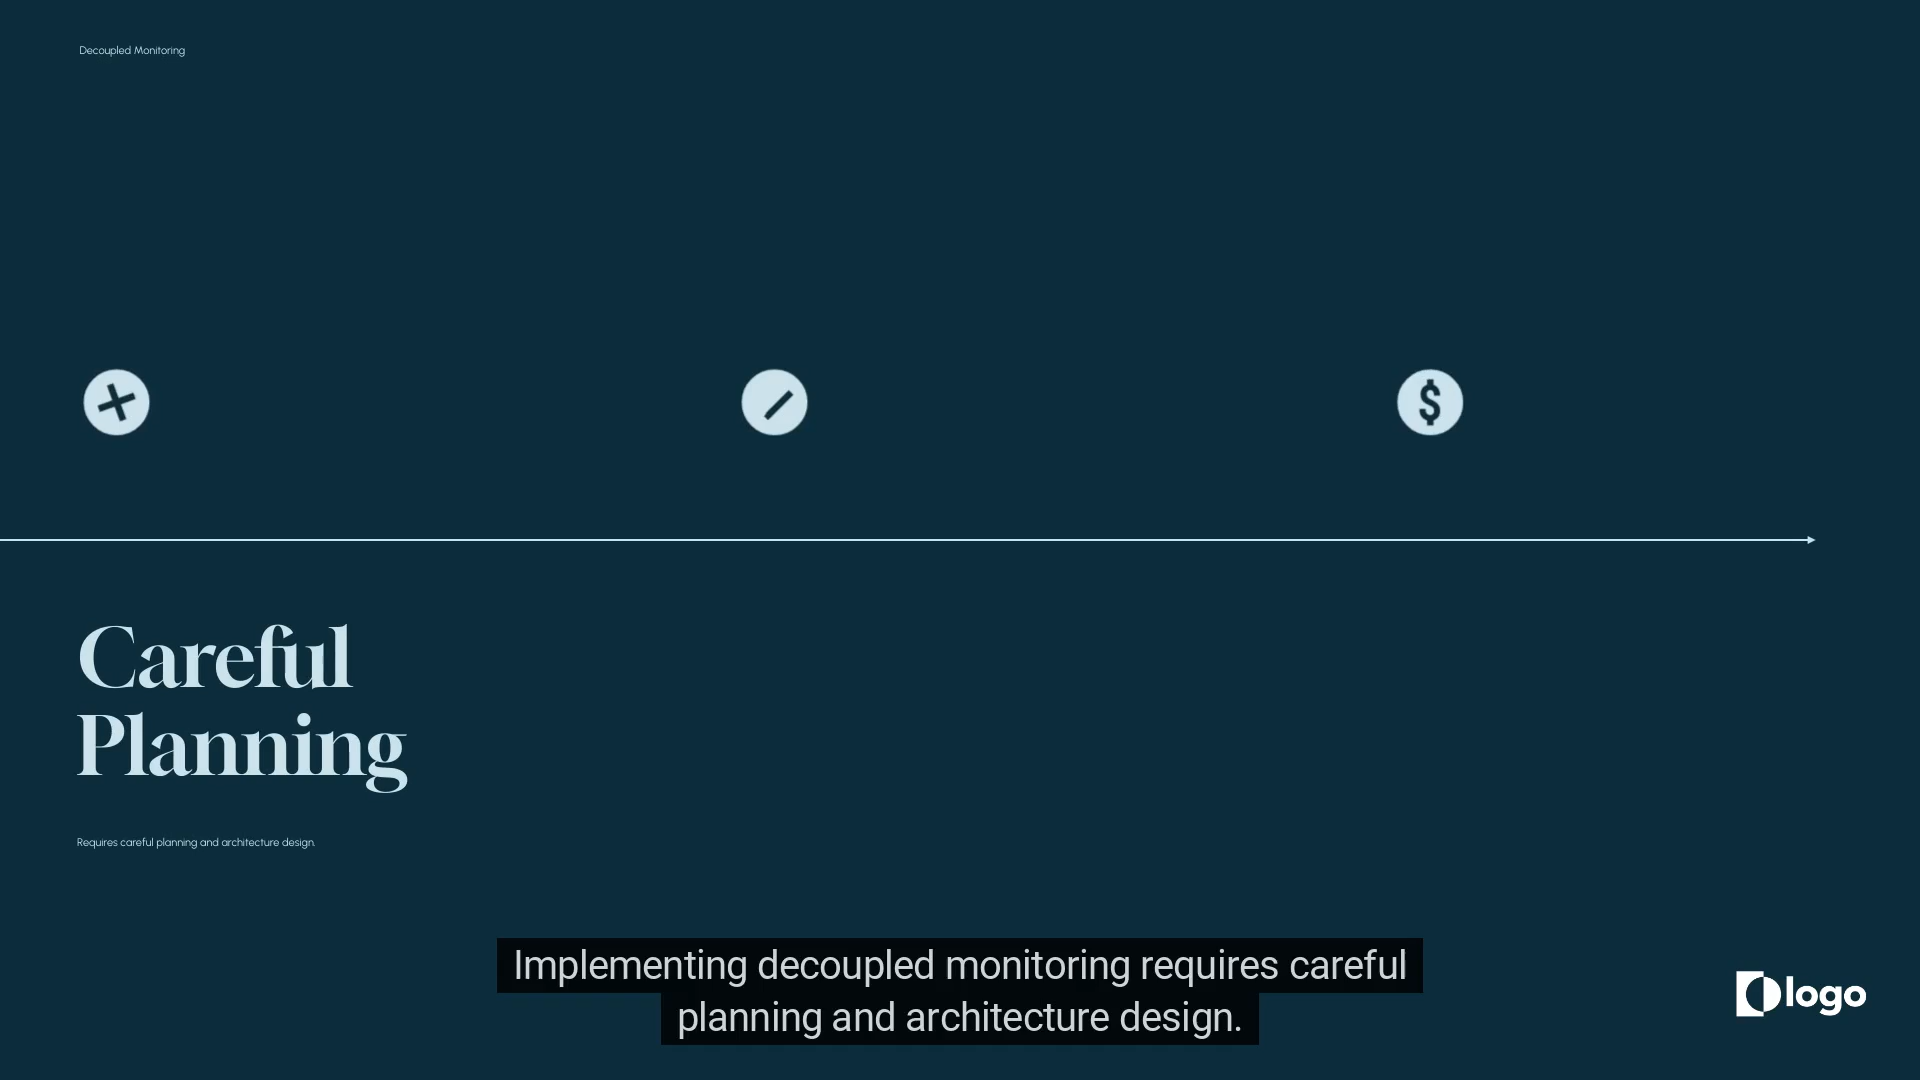 Decoupled Monitoring
$
Careful
Planning
Requires careful planning and architecture design.
Implementing decoupled monitoring requires careful
planning and architecture design.
logo